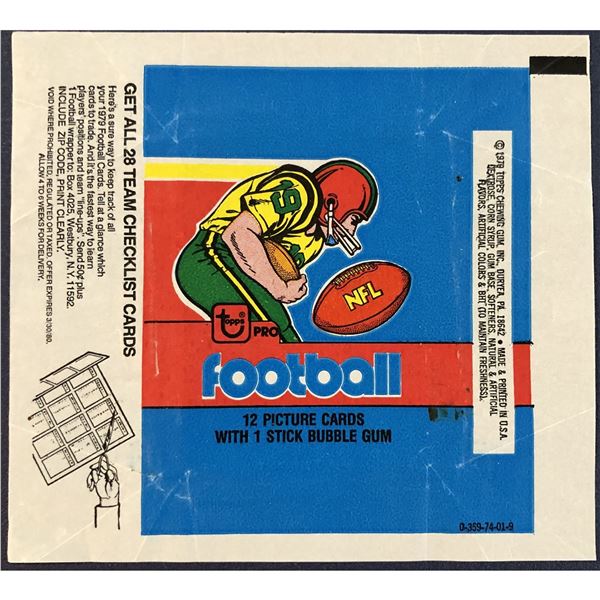 GET ALL 28 TEAM CHECKLIST CARDS
Here's a sure way to keep track of all
your 1979 Football Cards. Tell at a glance which
cards to trade. And it's the fastest way to learn
players' positions and team "line-ups". Send 50¢ plus
1 Football wrapper to: Box 4025, Westbury, N.Y. 11592.
INCLUDE ZIP CODE, PRINT CLEARLY.
VOID WHERE PROHIBITED, REGULATED OR TAXED. OFFER EXPIRES 3/30/80.
ALLOW 4 TO 6 WEEKS FOR DELIVERY.
19
NFL
topps
PRO
football
12 PICTURE CARDS
WITH 1 STICK BUBBLE GUM
© 1979 TOPPS CHEWING GUM, INC., DURYEA, PA. 18642 • MADE & PRINTED IN U.S.A.
DEXTROSE, CORN SYRUP, GUM BASE, SOFTENERS, NATURAL & ARTIFICIAL
FLAVORS, ARTIFICIAL COLORS & BHT (TO MAINTAIN FRESHNESS).
0-359-74-01-9